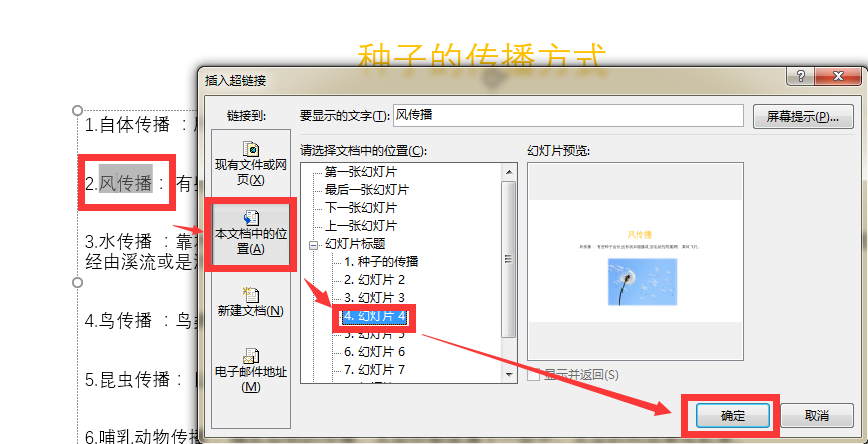 种子的传播方式
插入超链接
链接到:
要显示的文字(T):
风传播
屏幕提示(P)...
1.自体传播 ：
2.风传播 ： 有
3.水传播 ：靠
经由溪流或是
4.鸟传播 ：鸟
5.昆虫传播 ：
6.哺乳动物传播
现有文件或网
页(X)
本文档中的位
置(A)
新建文档(N)
电子邮件地址
(M)
请选择文档中的位置(C):
第一张幻灯片
最后一张幻灯片
下一张幻灯片
上一张幻灯片
幻灯片标题
1. 种子的传播
2. 幻灯片 2
3. 幻灯片 3
4. 幻灯片 4
5. 幻灯片 5
6. 幻灯片 6
7. 幻灯片 7
幻灯片预览:
风传播
显示并返回(S)
确定
取消